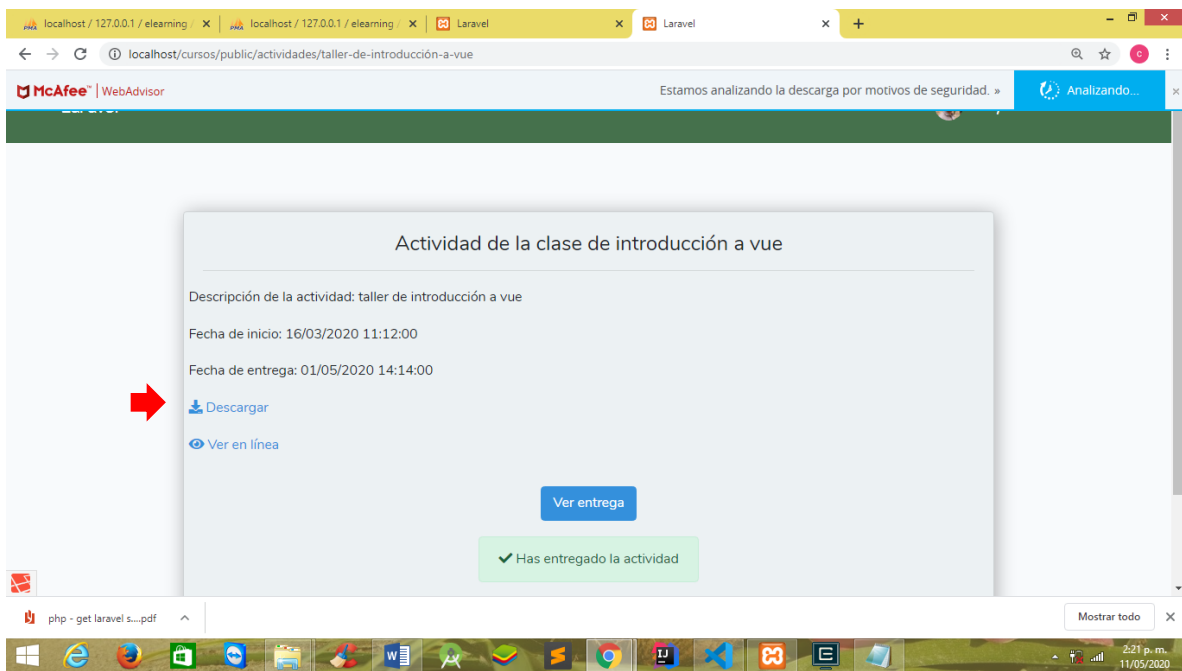 localhost / 127.0.0.1 / elearning /
localhost / 127.0.0.1 / elearning /
Laravel
Laravel
localhost/cursos/public/actividades/taller-de-introducción-a-vue
McAfee™ | WebAdvisor
Estamos analizando la descarga por motivos de seguridad. »
Analizando...
Actividad de la clase de introducción a vue
Descripción de la actividad: taller de introducción a vue
Fecha de inicio: 16/03/2020 11:12:00
Fecha de entrega: 01/05/2020 14:14:00
Descargar
Ver en línea
Ver entrega
Has entregado la actividad
php - get laravel s....pdf
Mostrar todo
2:21 p. m.
11/05/2020